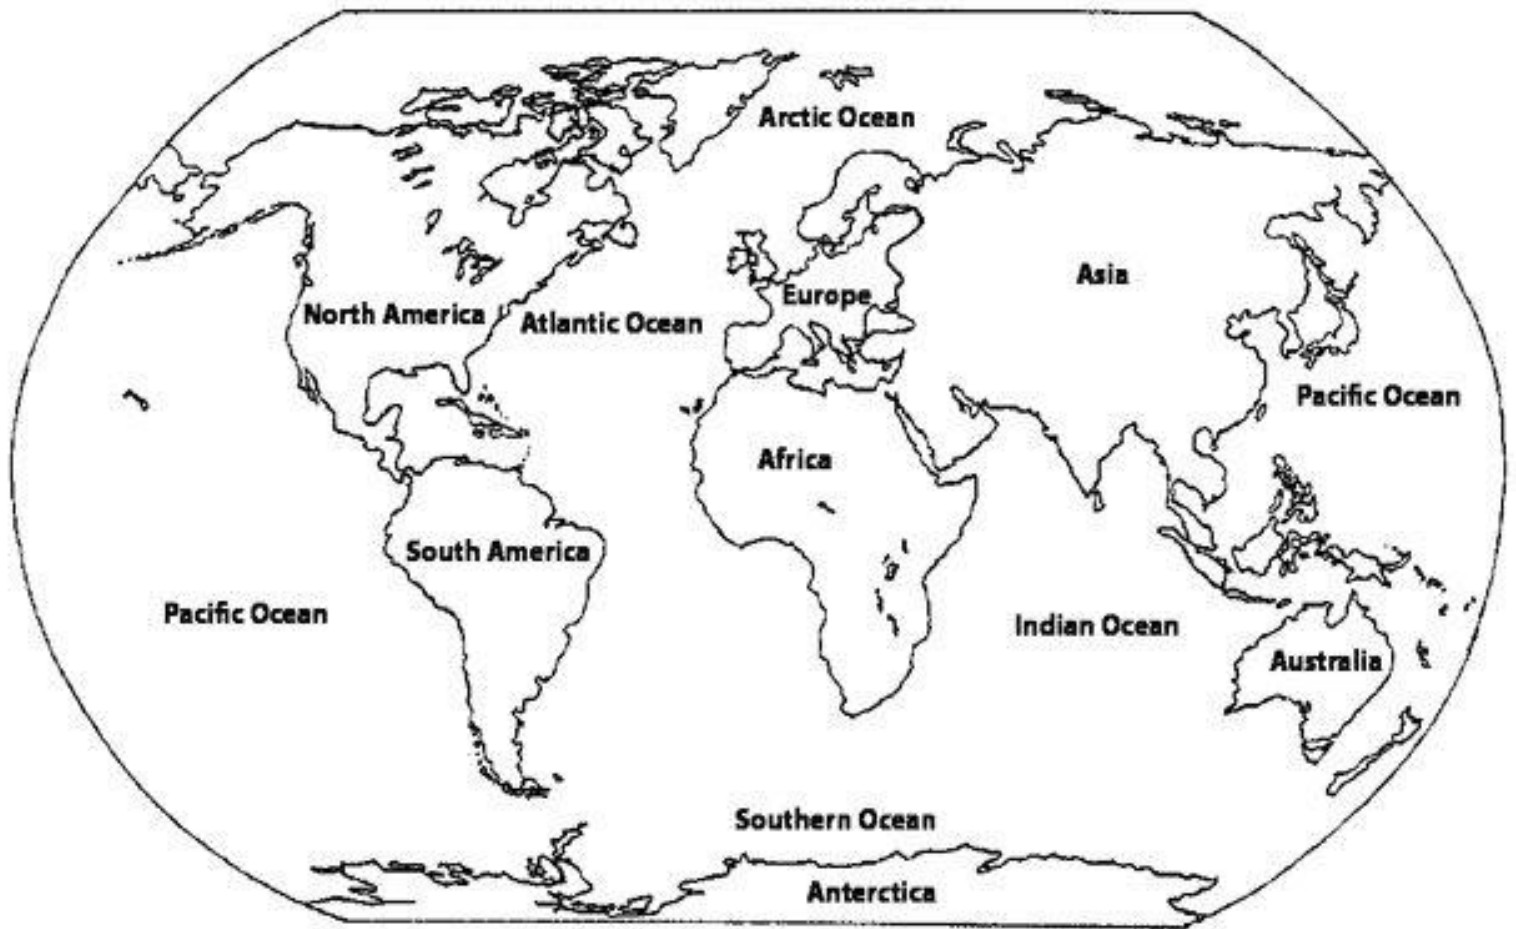 Arctic Ocean
Asia
Europe
North America
Atlantic Ocean
Pacific Ocean
Africa
South America
Pacific Ocean
Indian Ocean
Australia
Southern Ocean
Anterctica